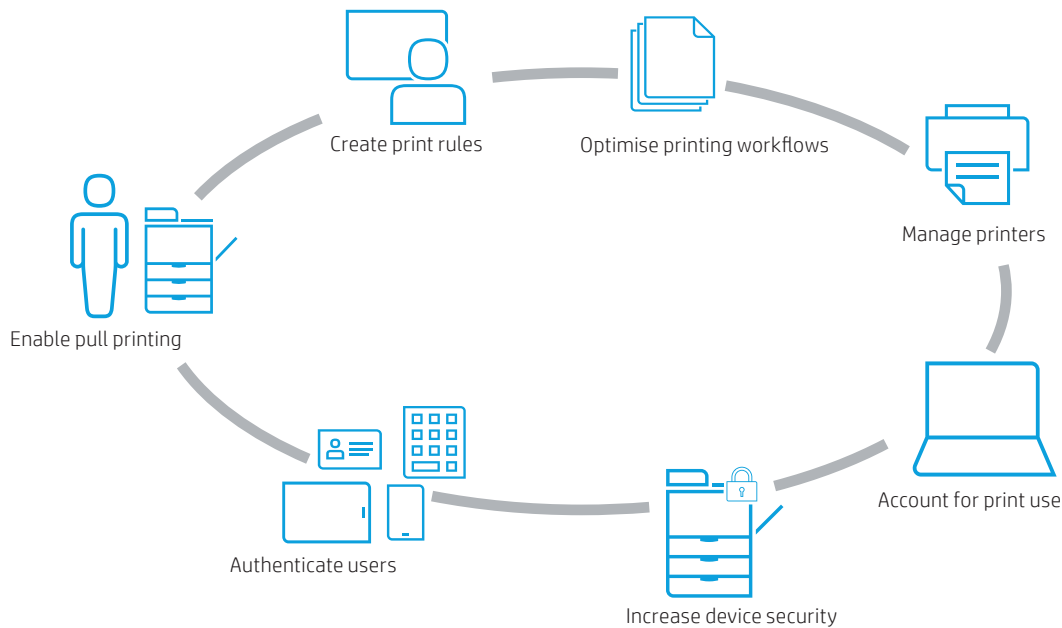 Create print rules
Optimise printing workflows
Manage printers
Enable pull printing
Account for print use
Authenticate users
Increase device security